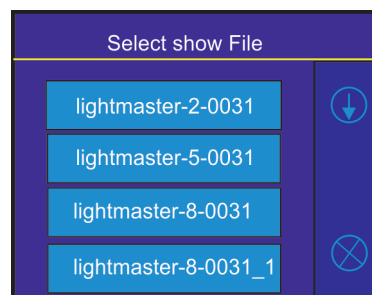 Select show File
lightmaster-2-0031
lightmaster-5-0031
lightmaster-8-0031
lightmaster-8-0031_1